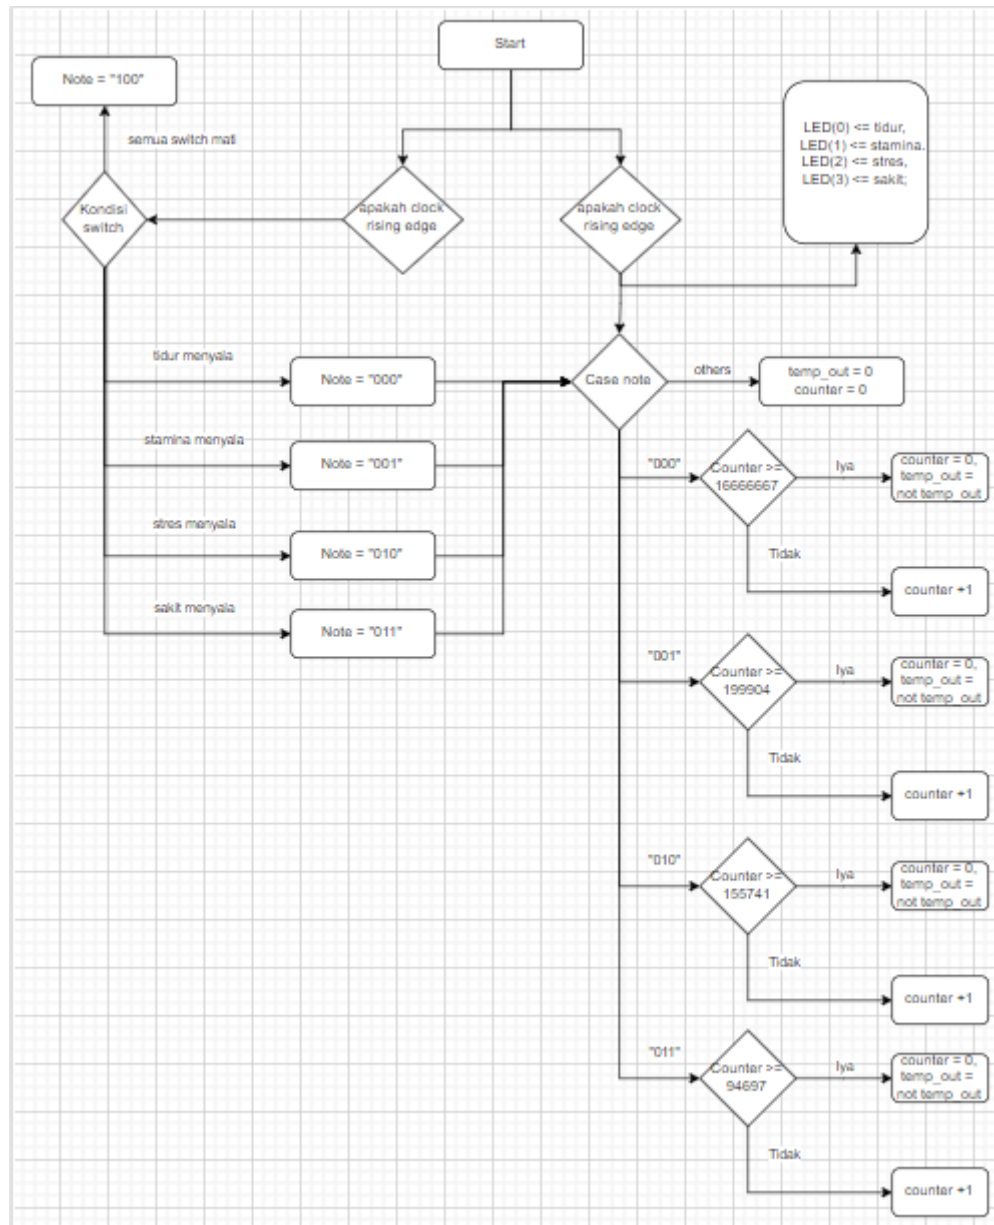 Start
Note = "100"
semua switch mati
LED(0) <= tidur,
LED(1) <= stamina.
LED(2) <= stres,
LED(3) <= sakit;
Kondisi
switch
apakah clock
rising edge
apakah clock
rising edge
tidur menyala
Note = "000"
Case note
others
temp_out = 0
counter = 0
stamina menyala
Note = "001"
"000"
Counter >=
16666667
Iya
counter = 0,
temp_out =
not temp_out
stres menyala
Note = "010"
Tidak
counter +1
sakit menyala
Note = "011"
"001"
Counter >=
199904
Iya
counter = 0,
temp_out =
not temp_out
Tidak
counter +1
"010"
Counter >=
155741
Iya
counter = 0,
temp_out =
not temp_out
Tidak
counter +1
"011"
Counter >=
94697
Iya
counter = 0,
temp_out =
not temp_out
Tidak
counter +1